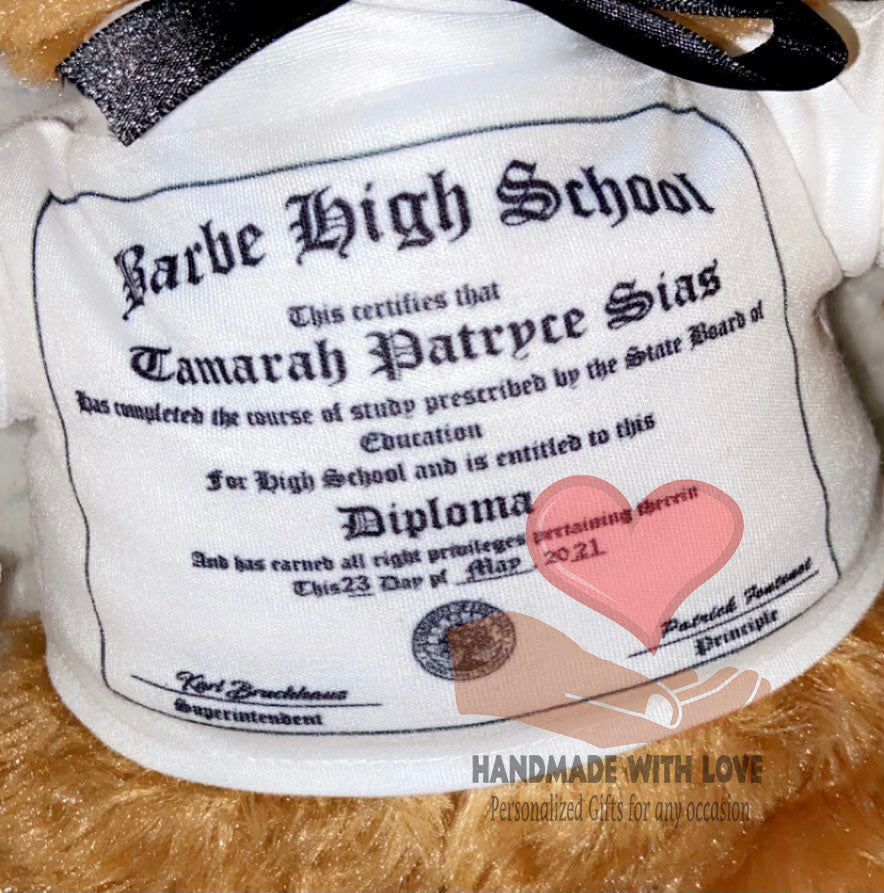 Barbe High School
This certifies that
Tamarah Patryce Sias
Has completed the course of study prescribed by the State Board of
Education
For High School and is entitled to this
Diploma
And has earned all right privileges pertaining therein
This 23 Day of May, 2021
Patrick Fontenot
Principle
Karl Bruchhaus
Superintendent
HANDMADE WITH LOVE
Personalized Gifts for any occasion